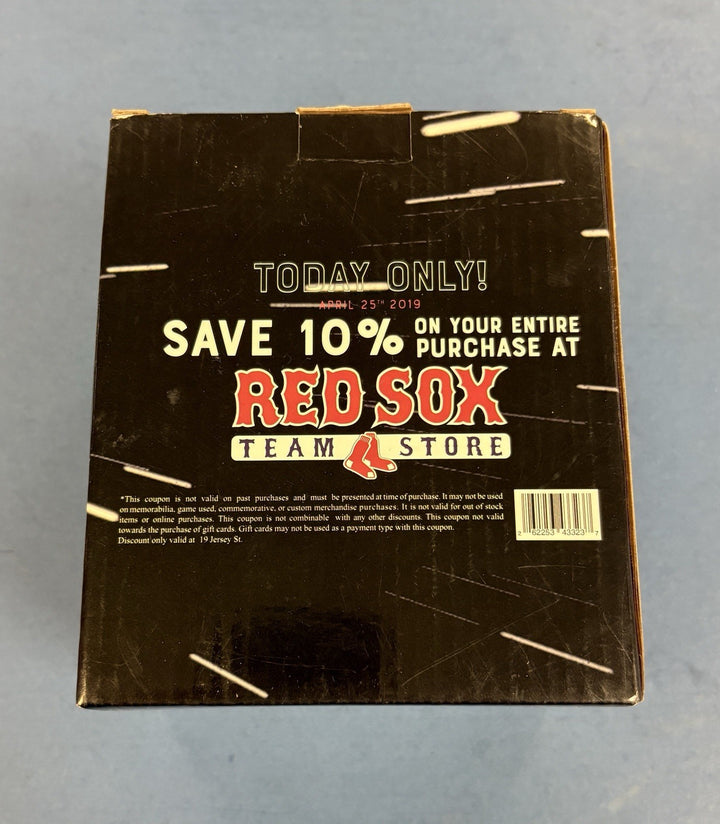 TODAY ONLY!
APRIL 25TH 2019
SAVE 10% ON YOUR ENTIRE
PURCHASE AT
RED SOX
TEAM STORE
*This coupon is not valid on past purchases and must be presented at time of purchase. It may not be used
on memorabilia, game used, commemorative, or custom merchandise purchases. It is not valid for out of stock
items or online purchases. This coupon is not combinable with any other discounts. This coupon not valid
towards the purchase of gift cards. Gift cards may not be used as a payment type with this coupon.
Discount only valid at 19 Jersey St.
2 62253 43323 7